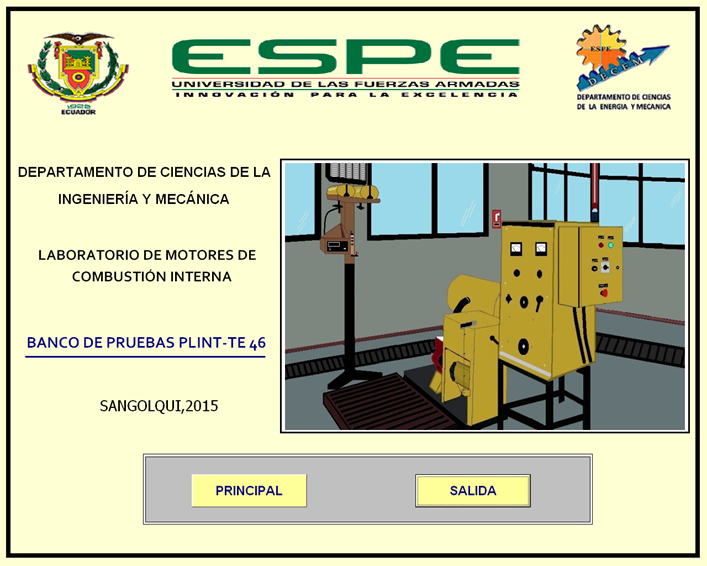 ESPE
UNIVERSIDAD DE LAS FUERZAS ARMADAS
INNOVACIÓN PARA LA EXCELENCIA
1922
ECUADOR
ESPE
DECEM
DEPARTAMENTO DE CIENCIAS
DE LA ENERGIA Y MECANICA
DEPARTAMENTO DE CIENCIAS DE LA
INGENIERÍA Y MECÁNICA
LABORATORIO DE MOTORES DE
COMBUSTIÓN INTERNA
BANCO DE PRUEBAS PLINT-TE 46
SANGOLQUI,2015
PRINCIPAL
SALIDA